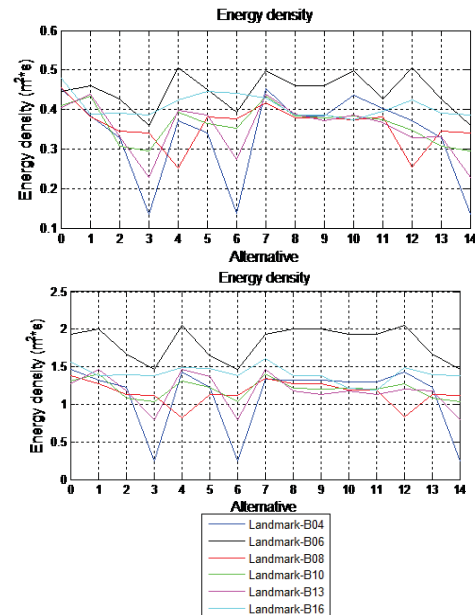 Energy density
0.6
0.5
0.4
0.3
0.2
0.1
Energy density (m²*s)
0 1 2 3 4 5 6 7 8 9 10 11 12 13 14
Alternative
Energy density
2.5
2
1.5
1
0.5
0
Energy density (m²*s)
0 1 2 3 4 5 6 7 8 9 10 11 12 13 14
Alternative
Landmark-B04
Landmark-B06
Landmark-B08
Landmark-B10
Landmark-B13
Landmark-B16